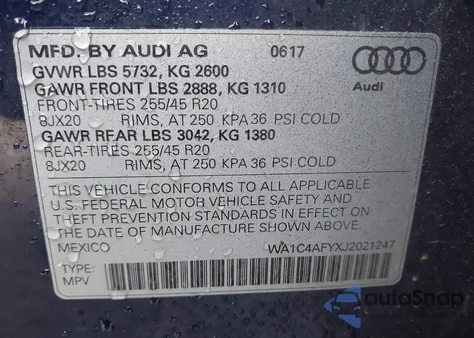 MFD. BY AUDI AG 0617
GVWR LBS 5732, KG 2600
GAWR FRONT LBS 2888, KG 1310
FRONT-TIRES 255/45 R20
8JX20 RIMS, AT 250 KPA 36 PSI COLD
GAWR REAR LBS 3042, KG 1380
REAR-TIRES 255/45 R20
8JX20 RIMS, AT 250 KPA 36 PSI COLD
Audi
THIS VEHICLE CONFORMS TO ALL APPLICABLE
U.S. FEDERAL MOTOR VEHICLE SAFETY AND
THEFT PREVENTION STANDARDS IN EFFECT ON
THE DATE OF MANUFACTURE SHOWN ABOVE.
MEXICO WA1C4AFYXJ2021247
TYPE:
MPV
autoSnap